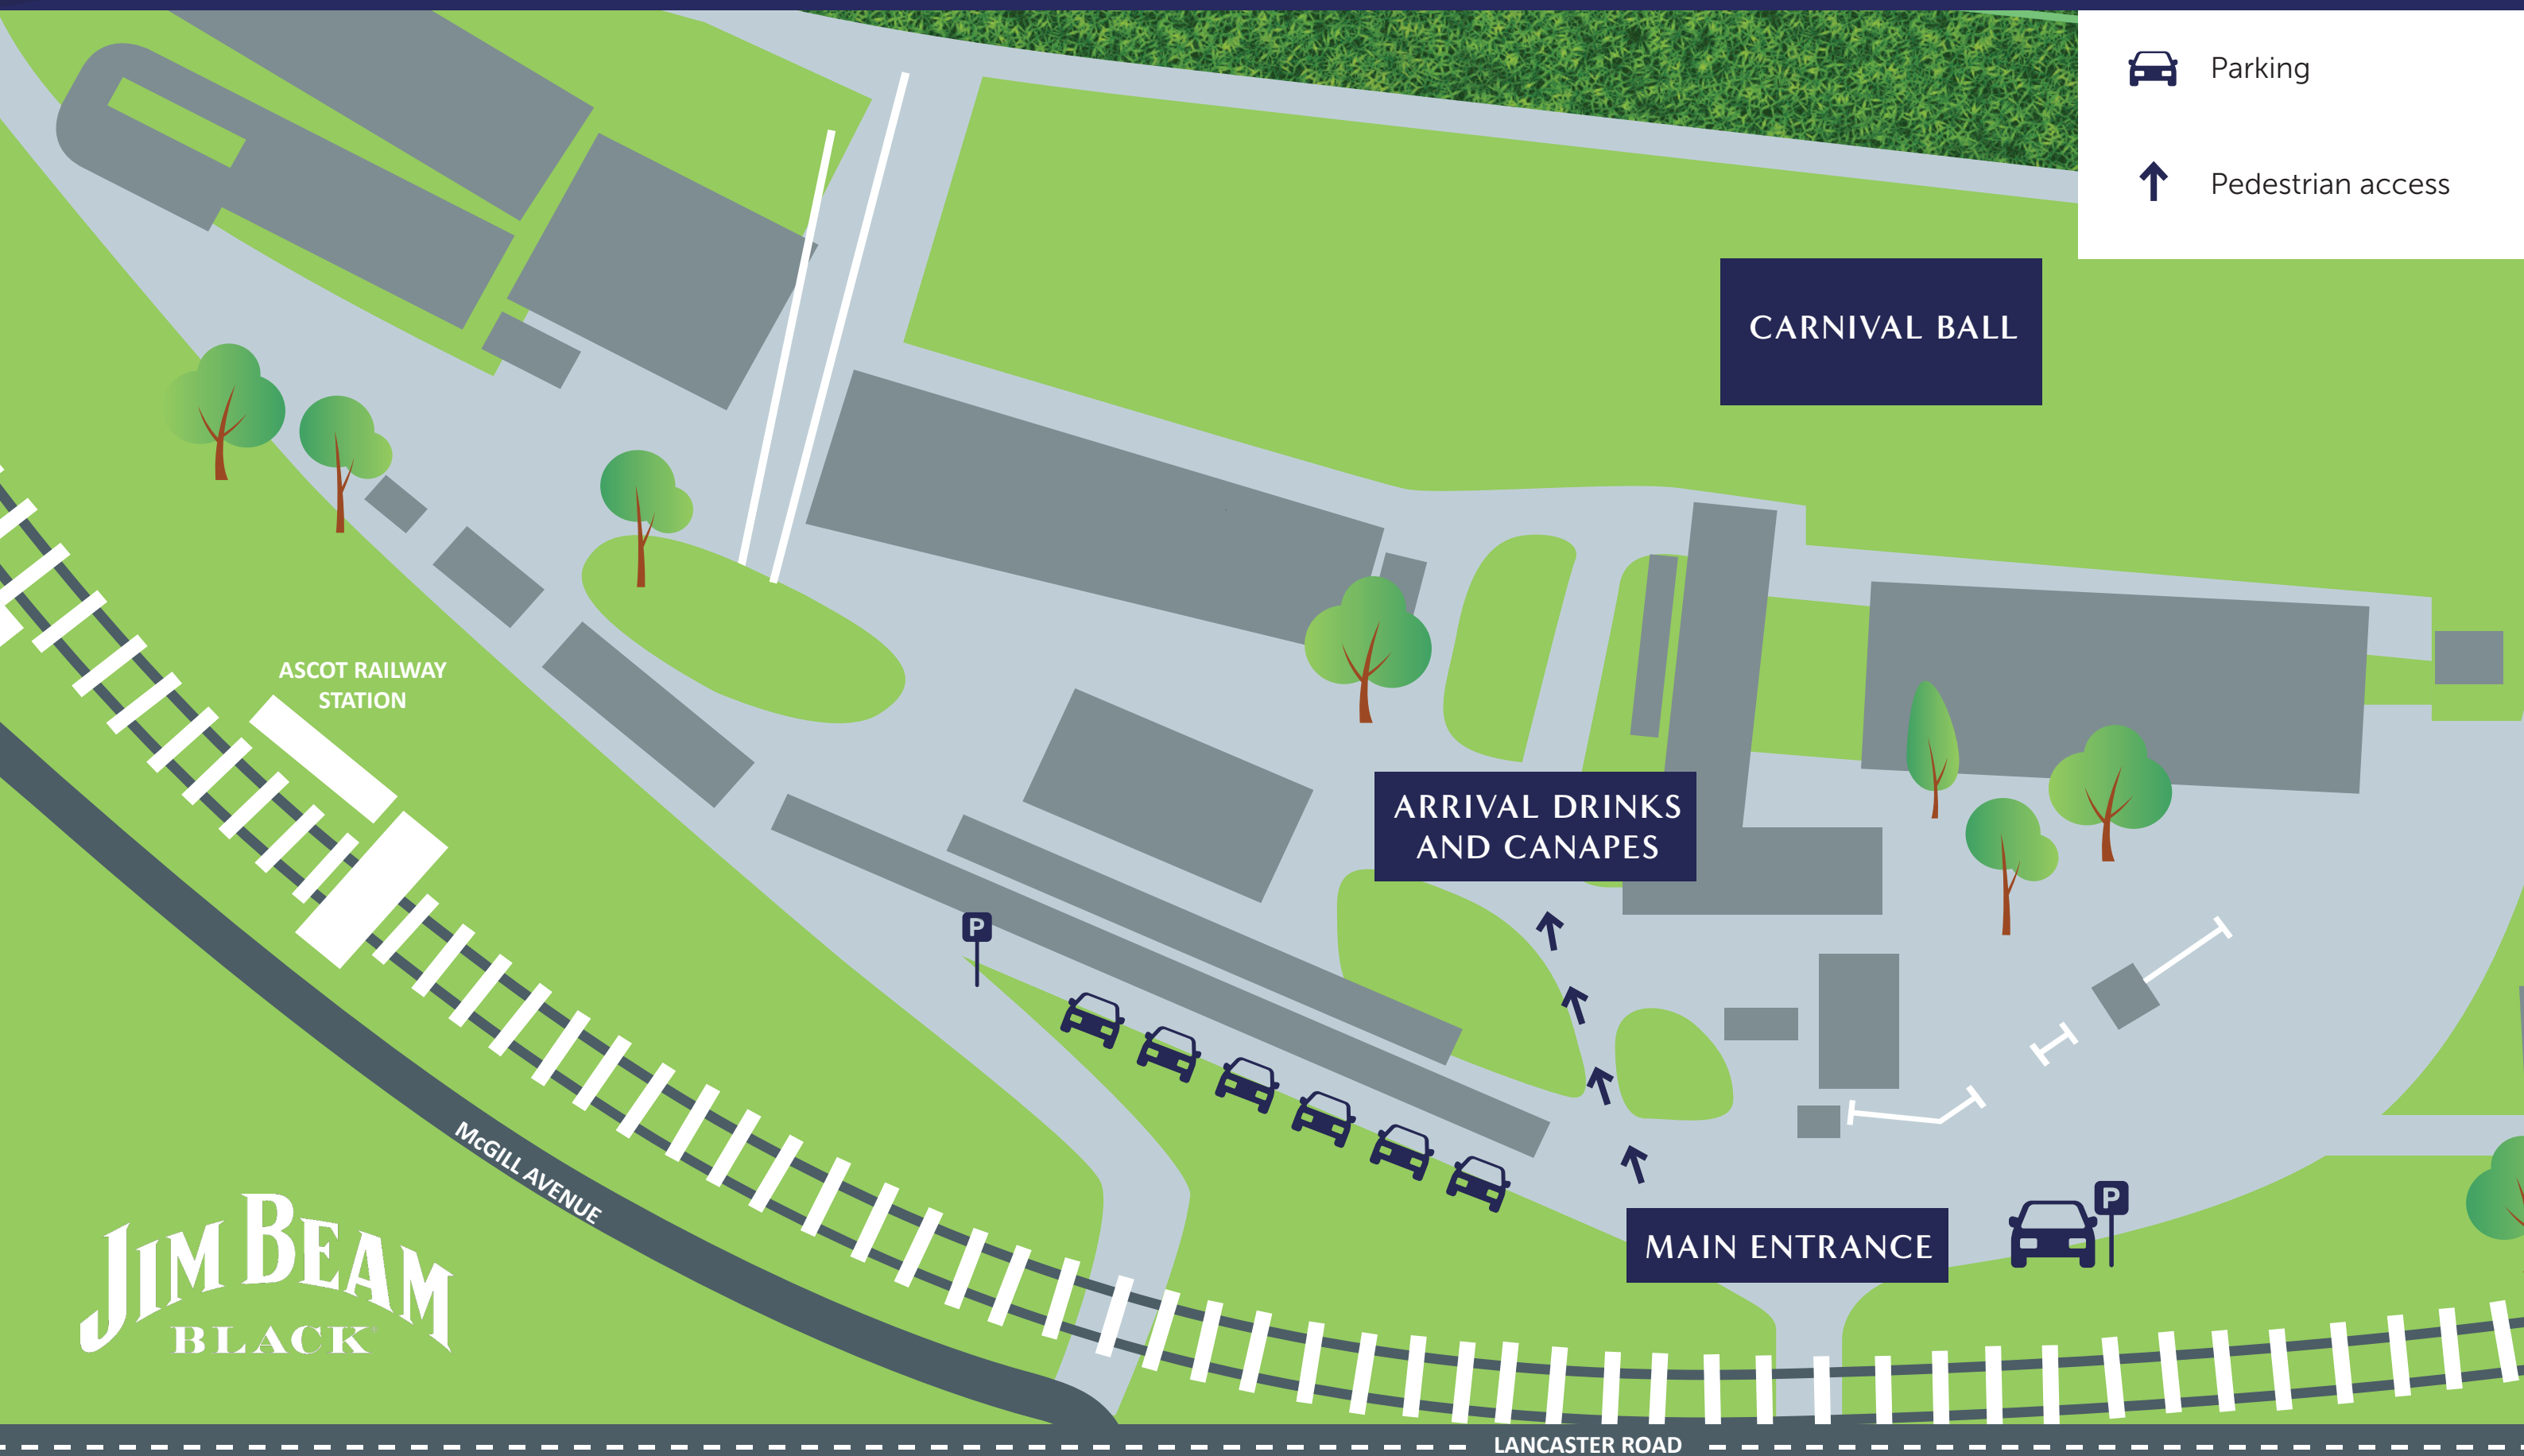 Parking
Pedestrian access
CARNIVAL BALL
ASCOT RAILWAY
STATION
ARRIVAL DRINKS
AND CANAPES
P
McGILL AVENUE
P
MAIN ENTRANCE
JIM BEAM
BLACK
LANCASTER ROAD